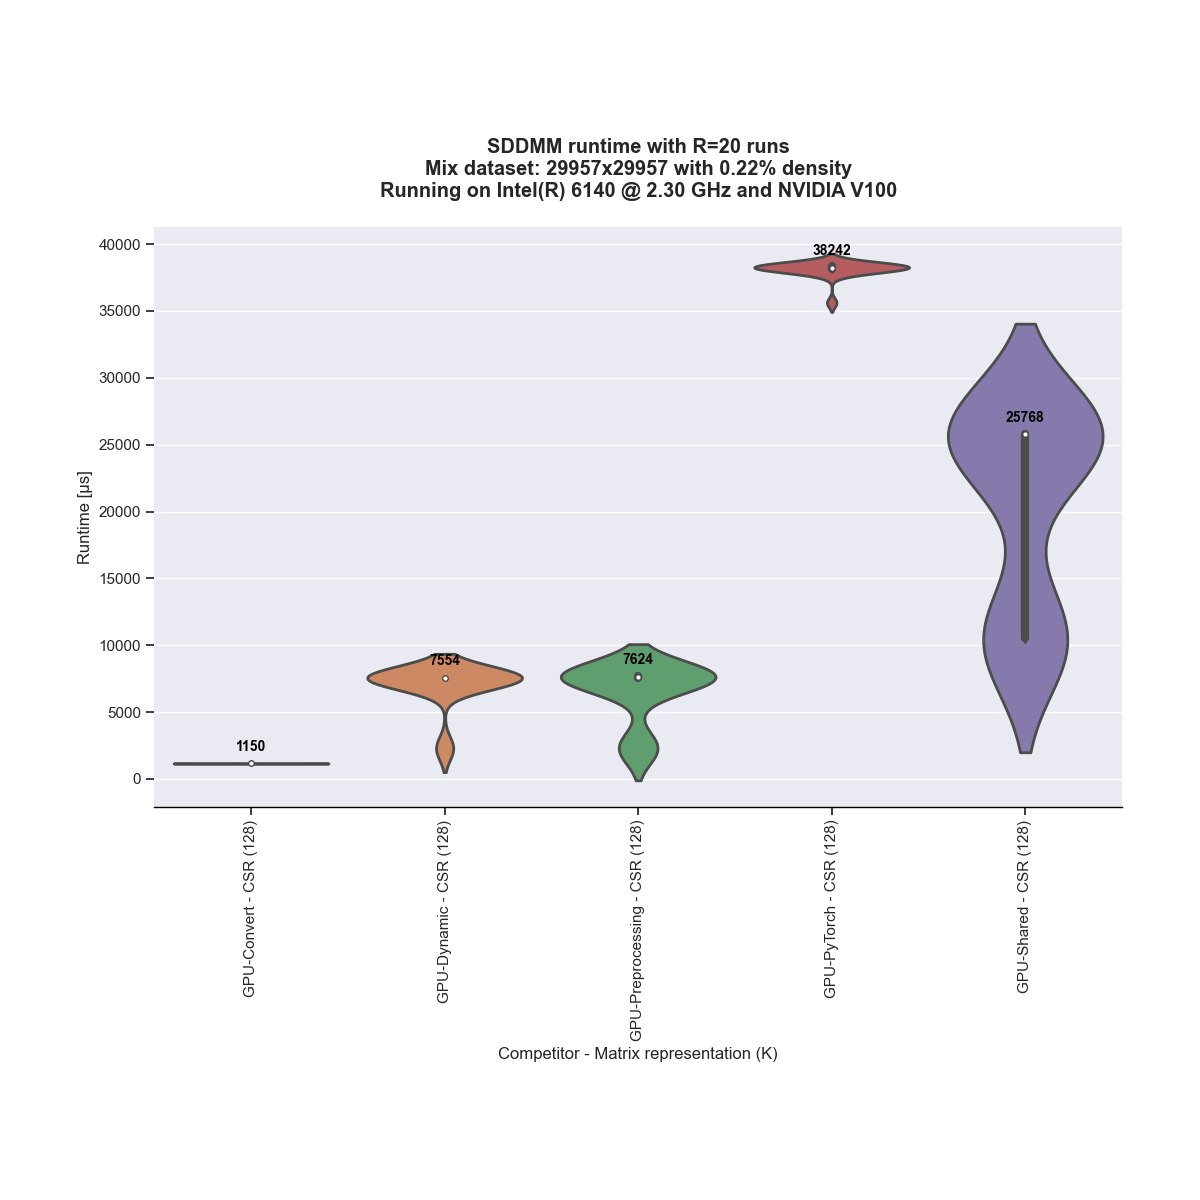 SDDMM runtime with R=20 runs
Mix dataset: 29957x29957 with 0.22% density
Running on Intel(R) 6140 @ 2.30 GHz and NVIDIA V100
40000
35000
30000
25000
20000
15000
10000
5000
0
Runtime [µs]
1150
7554
7624
38242
25768
GPU-Convert - CSR (128)
GPU-Dynamic - CSR (128)
GPU-Preprocessing - CSR (128)
GPU-PyTorch - CSR (128)
GPU-Shared - CSR (128)
Competitor - Matrix representation (K)